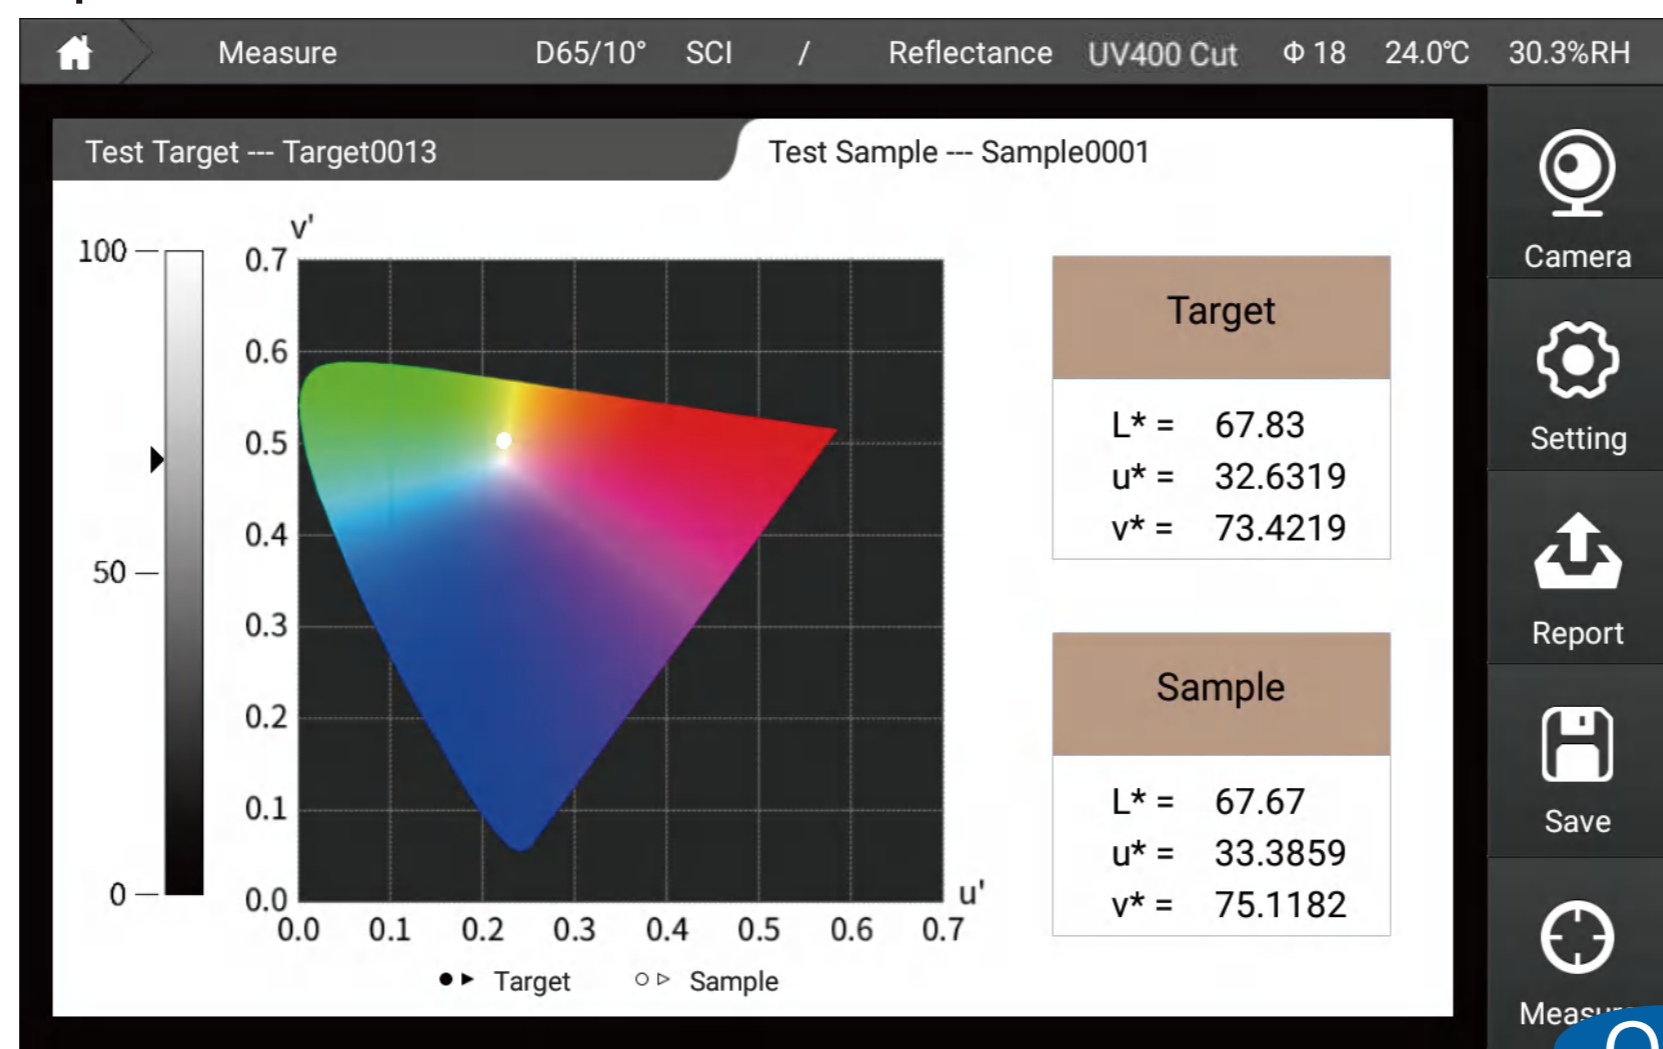 Measure D65/10° SCI / Reflectance UV400 Cut Φ 18 24.0℃ 30.3%RH
Test Target --- Target0013
Test Sample --- Sample0001
100
50
0
v'
0.7
0.6
0.5
0.4
0.3
0.2
0.1
0.0
0.0 0.1 0.2 0.3 0.4 0.5 0.6 0.7
u'
Target
Sample
Target
L* = 67.83
u* = 32.6319
v* = 73.4219
Sample
L* = 67.67
u* = 33.3859
v* = 75.1182
Camera
Setting
Report
Save